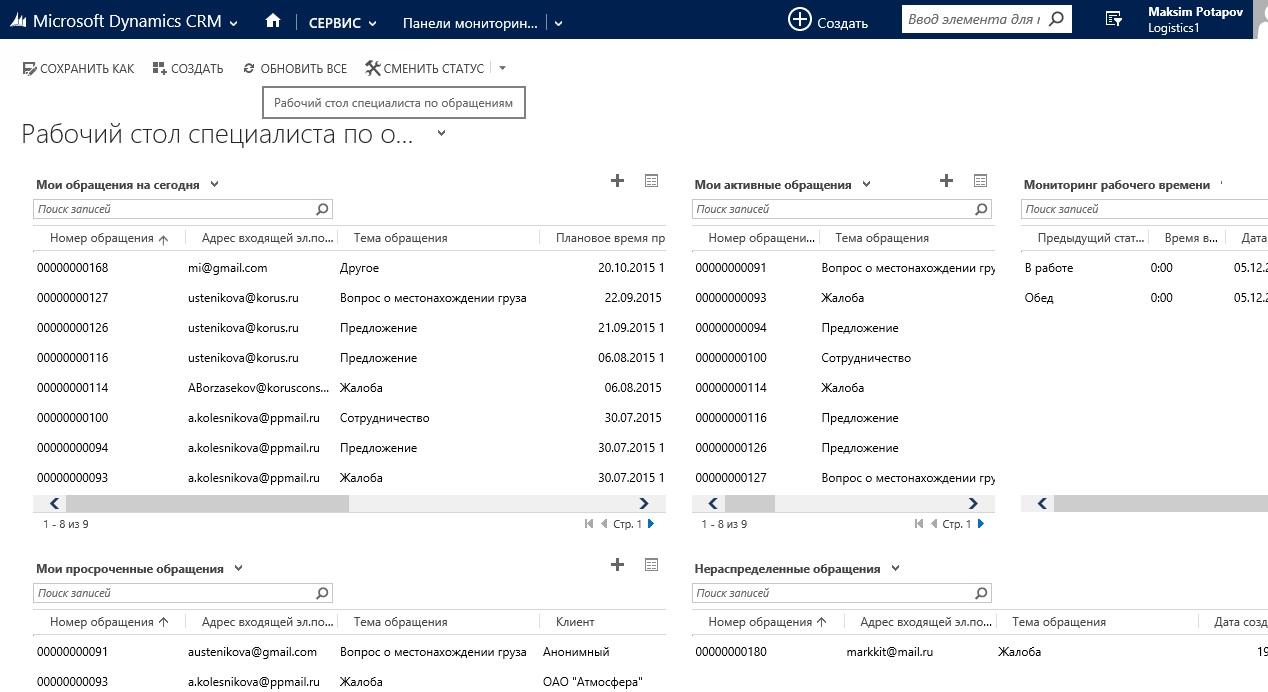 Microsoft Dynamics CRM СЕРВИС Панели мониторин... Создать Ввод элемента для Maksim Potapov
Logistics1
СОХРАНИТЬ КАК СОЗДАТЬ ОБНОВИТЬ ВСЕ СМЕНИТЬ СТАТУС
Рабочий стол специалиста по обращениям
Рабочий стол специалиста по о...
Мои обращения на сегодня Мои активные обращения Мониторинг рабочего времени
Поиск записей Поиск записей Поиск записей
Номер обращения Адрес входящей эл.по... Тема обращения Плановое время пр Номер обращени... Тема обращения Предыдущий стат... Время в... Дата
00000000168 mi@gmail.com Другое 20.10.2015 1 00000000091 Вопрос о местонахождении гру В работе 0:00 05.12.2
00000000127 ustenikova@korus.ru Вопрос о местонахождении груза 22.09.2015 00000000093 Жалоба Обед 0:00 05.12.2
00000000126 ustenikova@korus.ru Предложение 21.09.2015 1 00000000094 Предложение
00000000116 ustenikova@korus.ru Предложение 06.08.2015 1 00000000100 Сотрудничество
00000000114 ABorzasekov@koruscons... Жалоба 06.08.2015 00000000114 Жалоба
00000000100 a.kolesnikova@ppmail.ru Сотрудничество 30.07.2015 00000000116 Предложение
00000000094 a.kolesnikova@ppmail.ru Предложение 30.07.2015 1 00000000126 Предложение
00000000093 a.kolesnikova@ppmail.ru Жалоба 30.07.2015 1 00000000127 Вопрос о местонахождении гру
1 - 8 из 9 Стр. 1 1 - 8 из 9 Стр. 1
Мои просроченные обращения Нераспределенные обращения
Поиск записей Поиск записей
Номер обращения Адрес входящей эл.по... Тема обращения Клиент Номер обращения Адрес входящей эл.по... Тема обращения Дата созд
00000000091 austenikova@gmail.com Вопрос о местонахождении груза Анонимный 00000000180 markkit@mail.ru Жалоба 19
00000000093 a.kolesnikova@ppmail.ru Жалоба ОАО "Атмосфера"